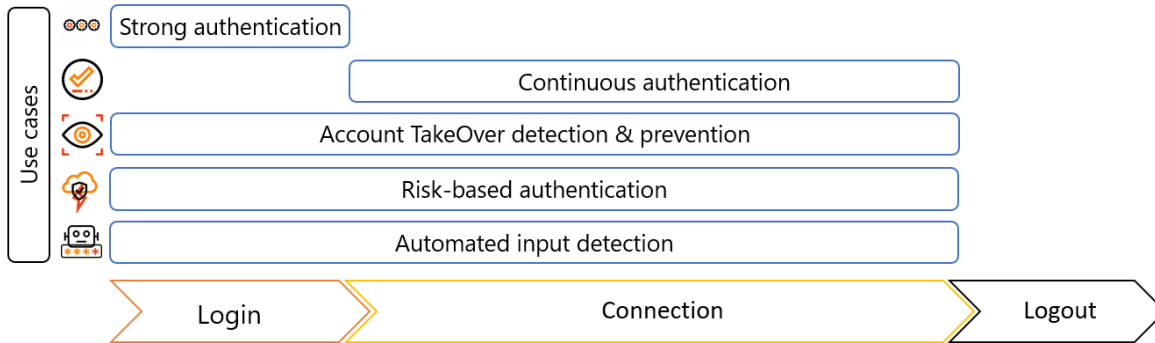 Use cases
Strong authentication
Continuous authentication
Account TakeOver detection & prevention
Risk-based authentication
Automated input detection
Login
Connection
Logout